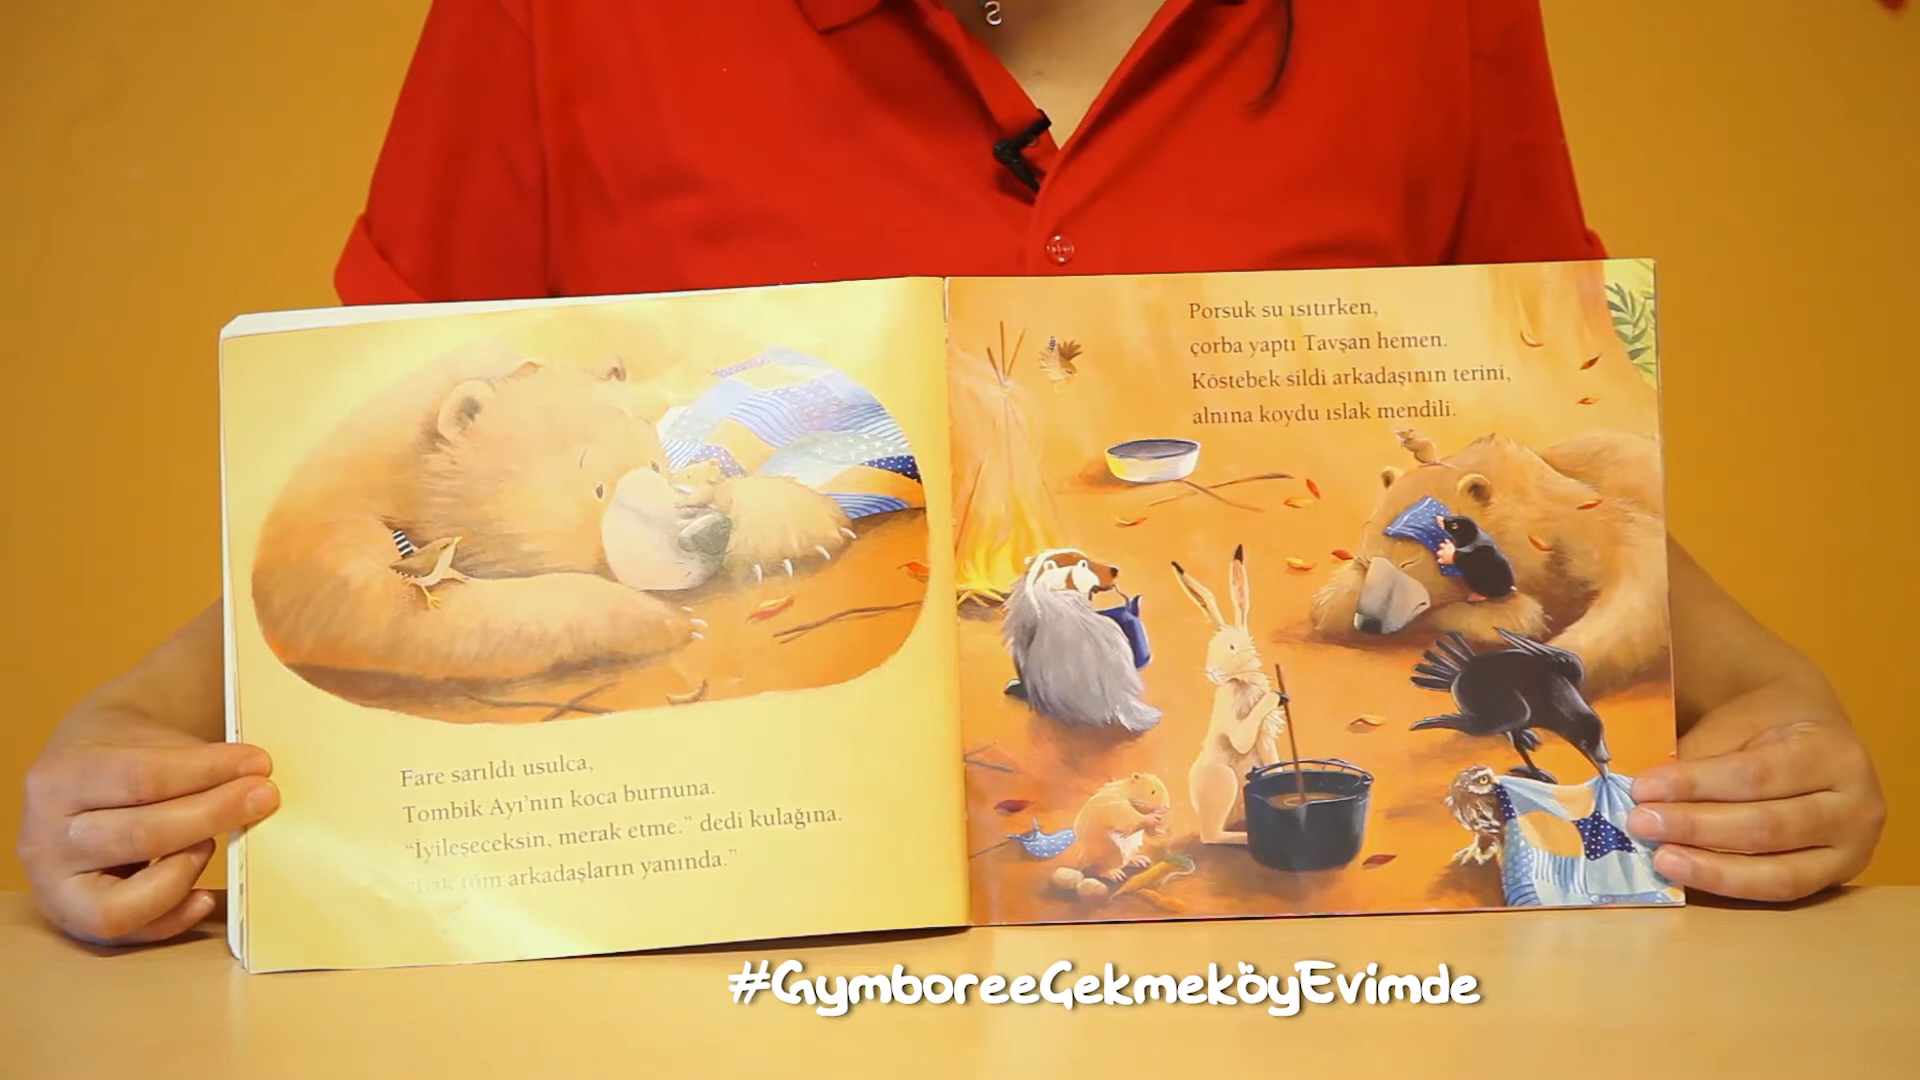 Fare sarıldı usulca,
Tombik Ayı'nın koca burnuna.
"İyileşeceksin, merak etme." dedi kulağına.
"Bak tüm arkadaşların yanında."
Porsuk su ısıtırken,
çorba yaptı Tavşan hemen.
Köstebek sildi arkadaşının terini,
alnına koydu ıslak mendili.
#GymboreeÇekmeköyEvimde